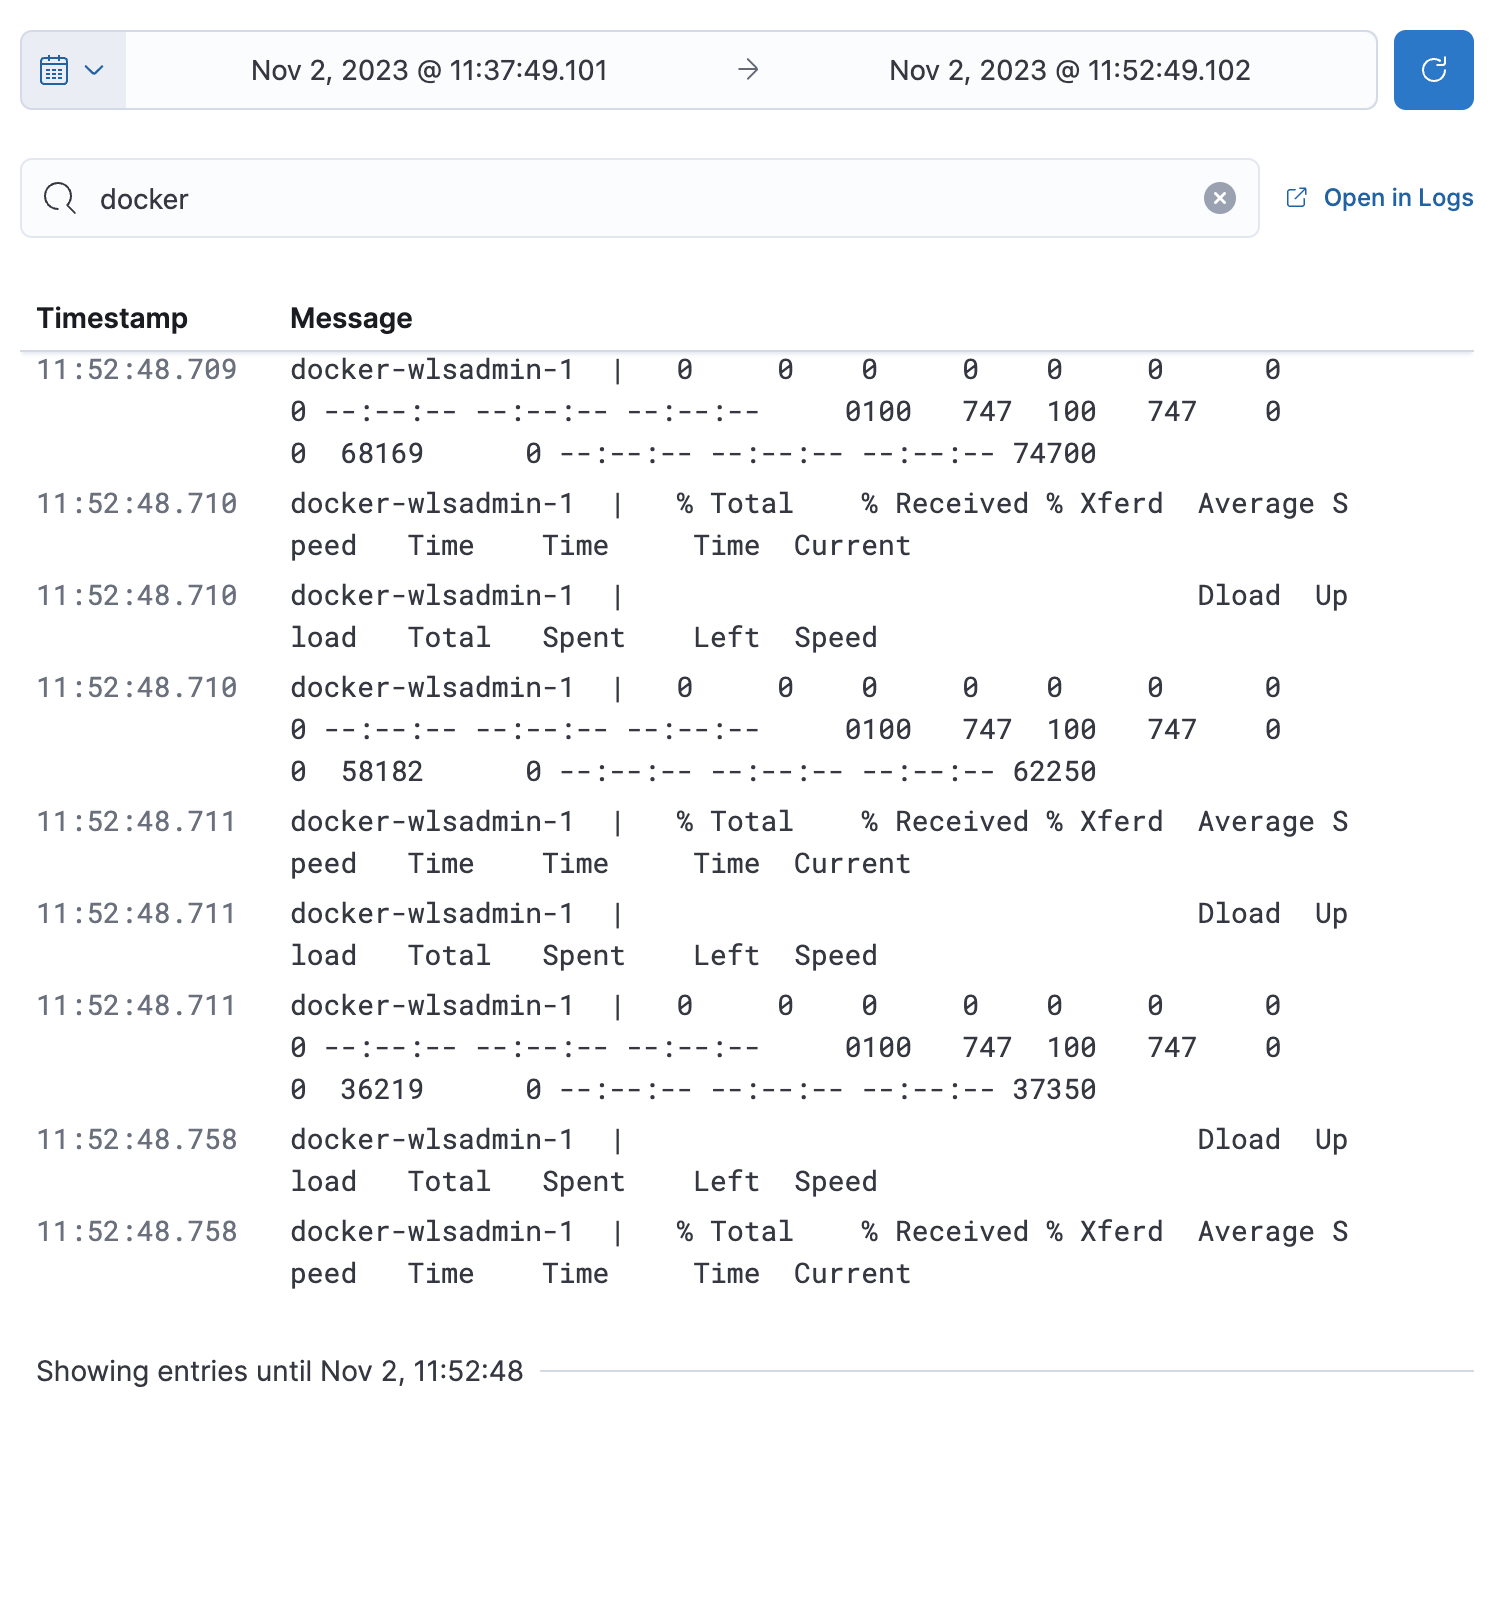 Nov 2, 2023 @ 11:37:49.101 → Nov 2, 2023 @ 11:52:49.102
docker
Open in Logs
Timestamp Message
11:52:48.709 docker-wlsadmin-1  |   0      0    0     0    0     0      0
0 --:--:-- --:--:-- --:--:--     0100   747  100   747    0
0  68169      0 --:--:-- --:--:-- --:--:-- 74700
11:52:48.710 docker-wlsadmin-1  |   % Total    % Received % Xferd  Average S
peed   Time    Time     Time  Current
11:52:48.710 docker-wlsadmin-1  |                                  Dload  Up
load   Total   Spent    Left  Speed
11:52:48.710 docker-wlsadmin-1  |   0     0    0     0    0     0      0
0 --:--:-- --:--:-- --:--:--     0100   747  100   747    0
0  58182      0 --:--:-- --:--:-- --:--:-- 62250
11:52:48.711 docker-wlsadmin-1  |   % Total    % Received % Xferd  Average S
peed   Time    Time     Time  Current
11:52:48.711 docker-wlsadmin-1  |                                  Dload  Up
load   Total   Spent    Left  Speed
11:52:48.711 docker-wlsadmin-1  |   0     0    0     0    0     0      0
0 --:--:-- --:--:-- --:--:--     0100   747  100   747    0
0  36219      0 --:--:-- --:--:-- --:--:-- 37350
11:52:48.758 docker-wlsadmin-1  |                                  Dload  Up
load   Total   Spent    Left  Speed
11:52:48.758 docker-wlsadmin-1  |   % Total    % Received % Xferd  Average S
peed   Time    Time     Time  Current
Showing entries until Nov 2, 11:52:48